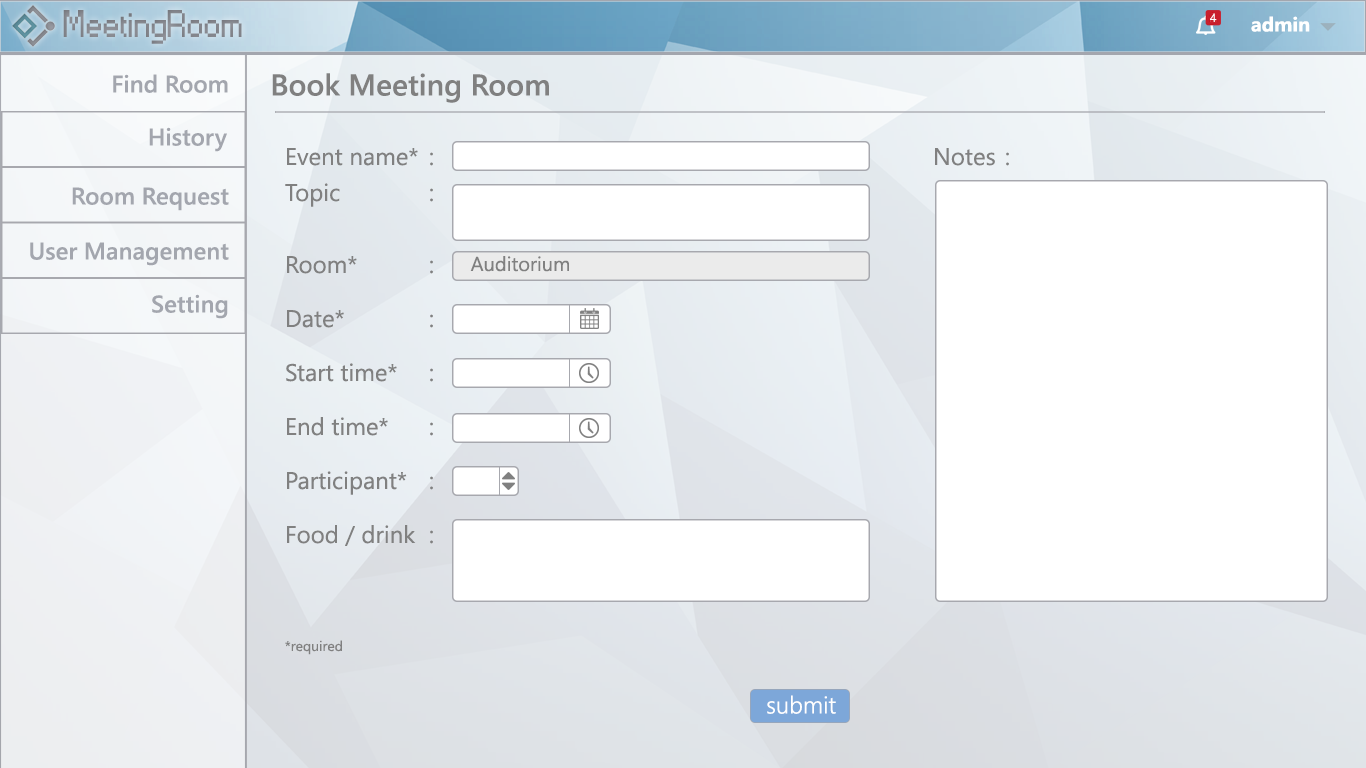 MeetingRoom
4
admin
Find Room
History
Room Request
User Management
Setting
Book Meeting Room
Event name* :
Topic :
Room* : Auditorium
Date* :
Start time* :
End time* :
Participant* :
Food / drink :
Notes :
*required
submit